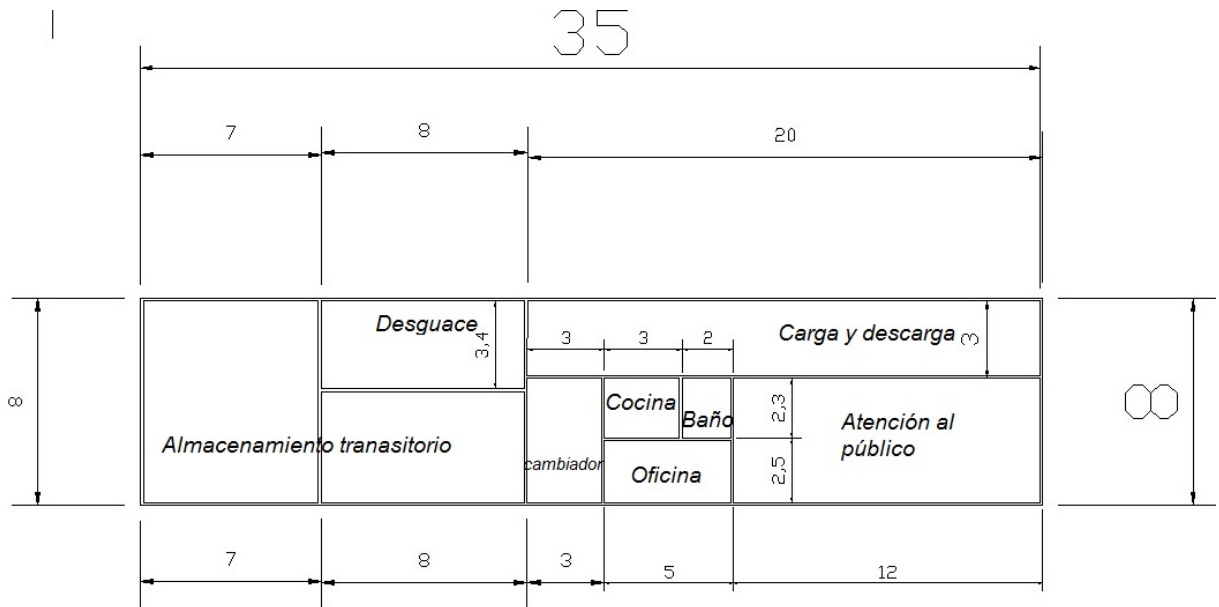 35
7
8
20
8
Desguace
3,4
3
3
2
Carga y descarga
3
8
Cocina
Baño
2,3
Atención al
público
Almacenamiento tranasitorio
cambiador
Oficina
2,5
7
8
3
5
12